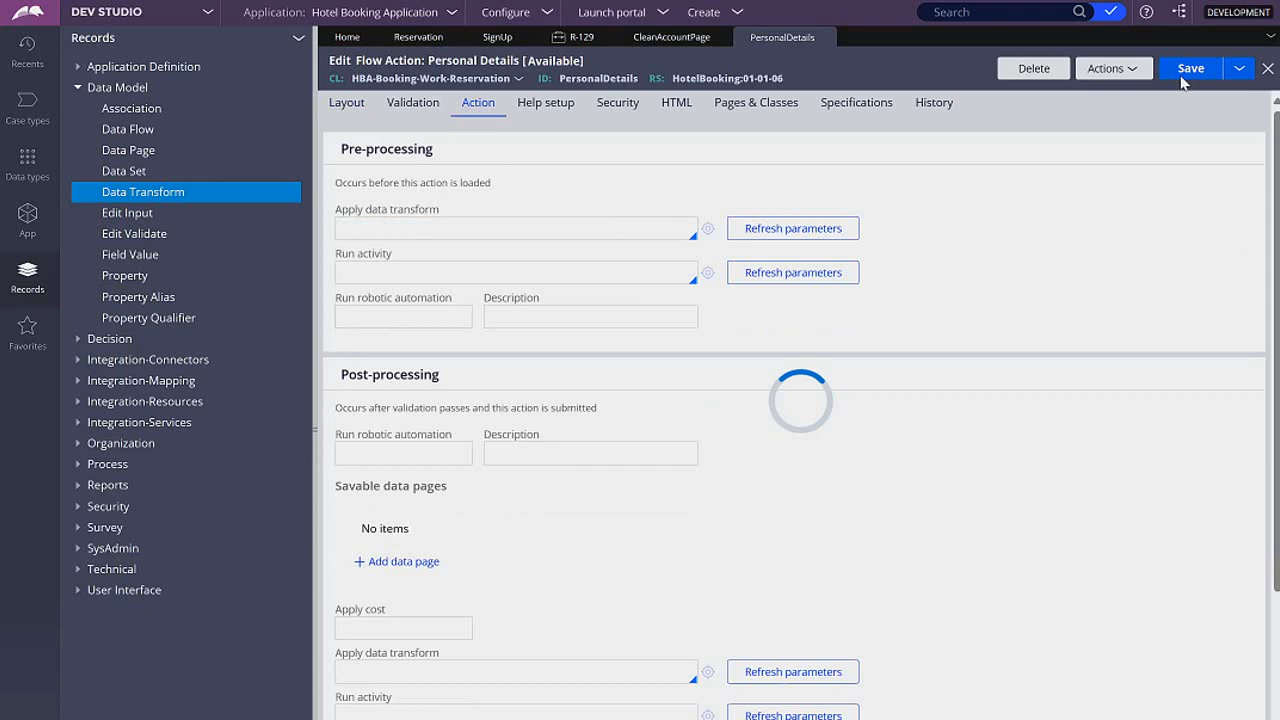 DEV STUDIO
Application: Hotel Booking Application
Configure
Launch portal
Create
Search
DEVELOPMENT
Recents
Case types
Data types
App
Records
Favorites
Records
Application Definition
Data Model
Association
Data Flow
Data Page
Data Set
Data Transform
Edit Input
Edit Validate
Field Value
Property
Property Alias
Property Qualifier
Decision
Integration-Connectors
Integration-Mapping
Integration-Resources
Integration-Services
Organization
Process
Reports
Security
Survey
SysAdmin
Technical
User Interface
Home
Reservation
SignUp
R-129
CleanAccountPage
PersonalDetails
Edit Flow Action: Personal Details [Available]
CL: HBA-Booking-Work-Reservation ID: PersonalDetails RS: HotelBooking:01-01-06
Delete
Actions
Save
Layout
Validation
Action
Help setup
Security
HTML
Pages & Classes
Specifications
History
Pre-processing
Occurs before this action is loaded
Apply data transform
Refresh parameters
Run activity
Refresh parameters
Run robotic automation
Description
Post-processing
Occurs after validation passes and this action is submitted
Run robotic automation
Description
Savable data pages
No items
+ Add data page
Apply cost
Apply data transform
Refresh parameters
Run activity
Refresh parameters